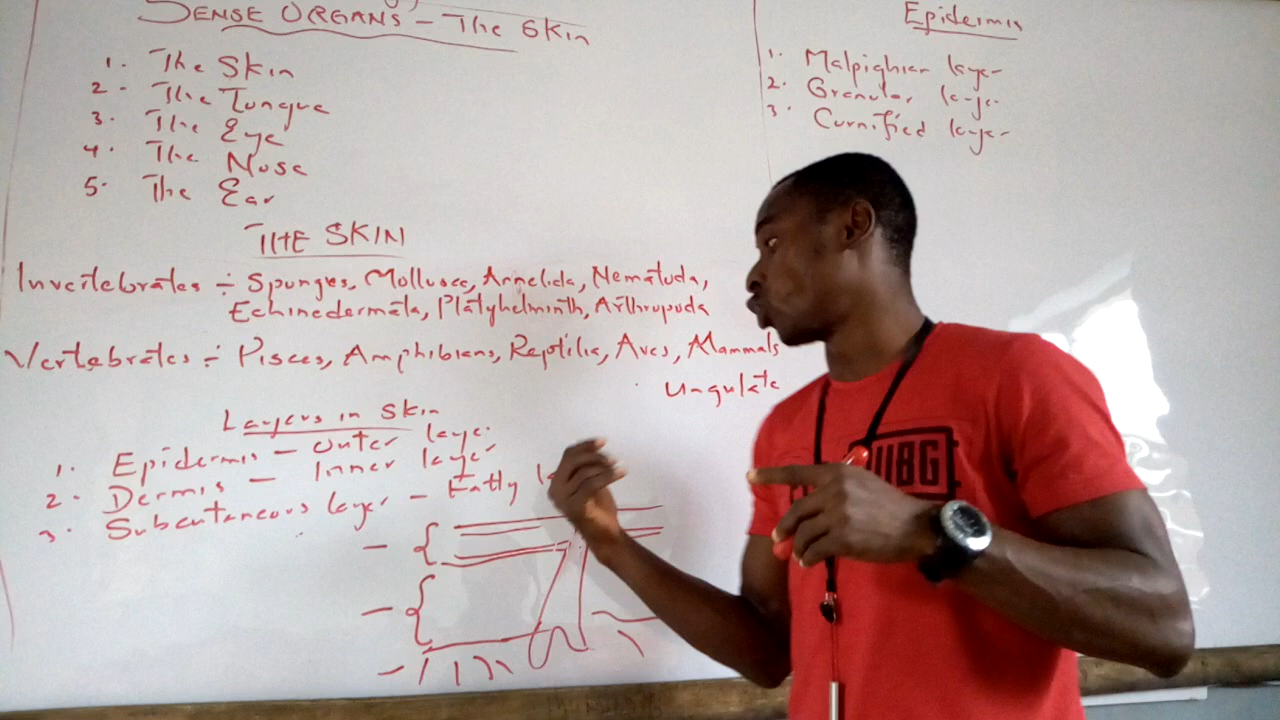 SENSE ORGANS - The Skin
1. The Skin
2. The Tongue
3. The Eye
4. The Nose
5. The Ear
THE SKIN
Invertebrates ÷ Sponges, Mollusca, Annelida, Nematoda,
Echinodermata, Platyhelminth, Arthropoda
Vertebrates ÷ Pisces, Amphibians, Reptilia, Aves, Mammals
Ungulate
Layers in Skin
1. Epidermis - Outer layer
2. Dermis - Inner layer
3. Subcutaneous layer - Fatty
Epidermis
1. Malpighian layer
2. Granular layer
3. Cornified layer
PUBG